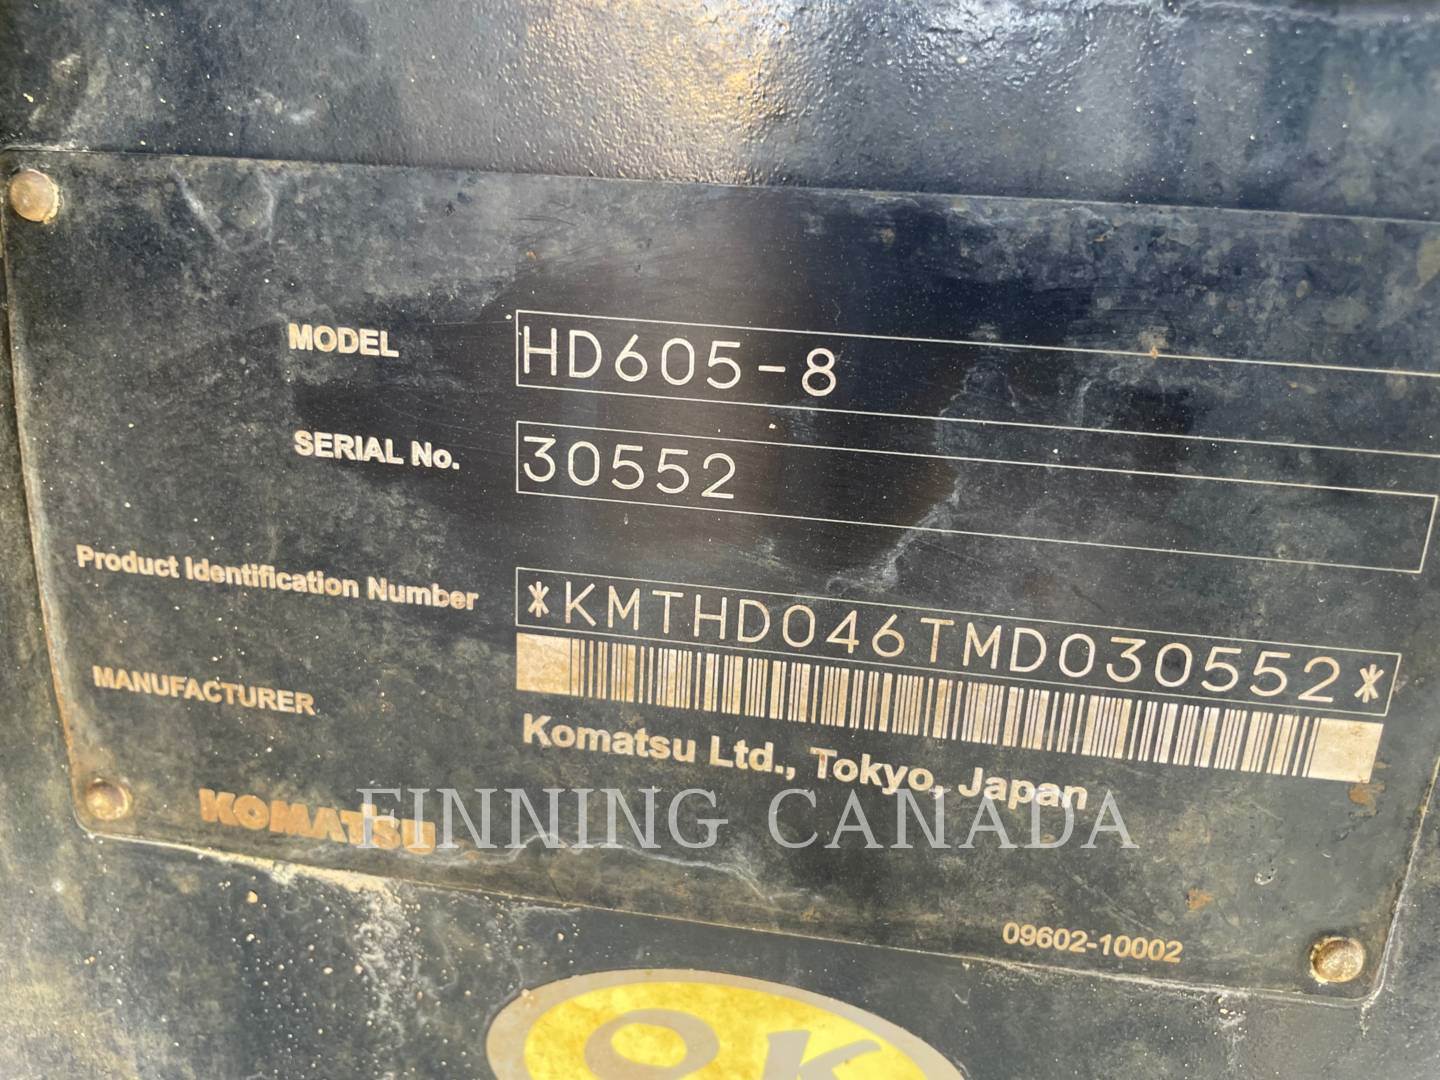 MODEL HD605-8
SERIAL No. 30552
Product Identification Number *KMTHD046TMD030552*
MANUFACTURER Komatsu Ltd., Tokyo, Japan
KOMATSU
FINNING CANADA
09602-10002
OK